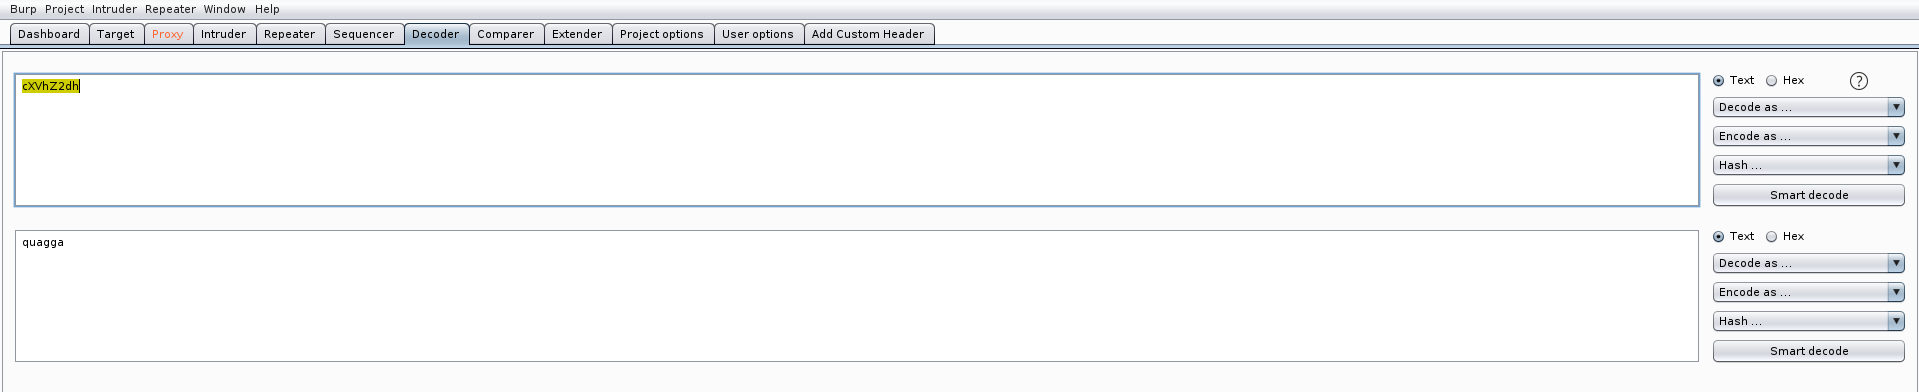 Burp Project Intruder Repeater Window Help
Dashboard Target Proxy Intruder Repeater Sequencer Decoder Comparer Extender Project options User options Add Custom Header
cXVhZ2dh
Text Hex ?
Decode as ...
Encode as ...
Hash ...
Smart decode
quagga
Text Hex
Decode as ...
Encode as ...
Hash ...
Smart decode